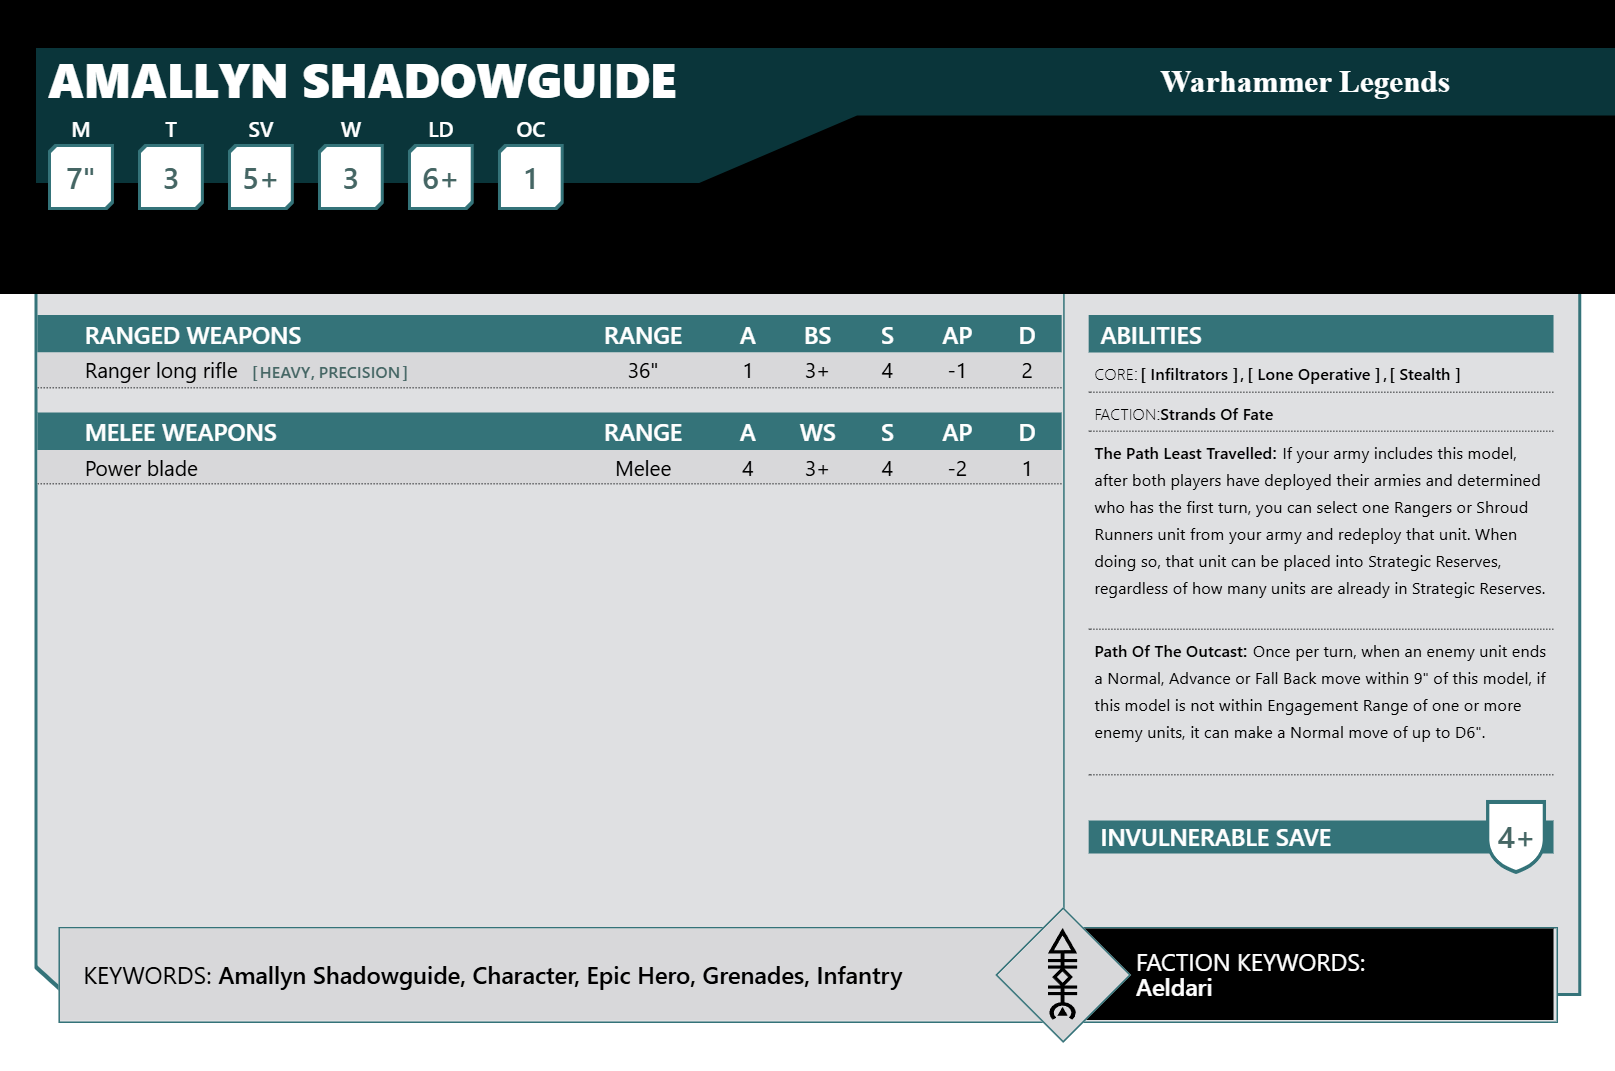 AMALLYN SHADOWGUIDE
Warhammer Legends
M T SV W LD OC
7" 3 5+ 3 6+ 1
RANGED WEAPONS RANGE A BS S AP D
Ranger long rifle [HEAVY, PRECISION] 36" 1 3+ 4 -1 2
MELEE WEAPONS RANGE A WS S AP D
Power blade Melee 4 3+ 4 -2 1
ABILITIES
CORE: [ Infiltrators ] , [ Lone Operative ] , [ Stealth ]
FACTION:Strands Of Fate
The Path Least Travelled: If your army includes this model,
after both players have deployed their armies and determined
who has the first turn, you can select one Rangers or Shroud
Runners unit from your army and redeploy that unit. When
doing so, that unit can be placed into Strategic Reserves,
regardless of how many units are already in Strategic Reserves.
Path Of The Outcast: Once per turn, when an enemy unit ends
a Normal, Advance or Fall Back move within 9" of this model, if
this model is not within Engagement Range of one or more
enemy units, it can make a Normal move of up to D6".
INVULNERABLE SAVE 4+
KEYWORDS: Amallyn Shadowguide, Character, Epic Hero, Grenades, Infantry
FACTION KEYWORDS:
Aeldari